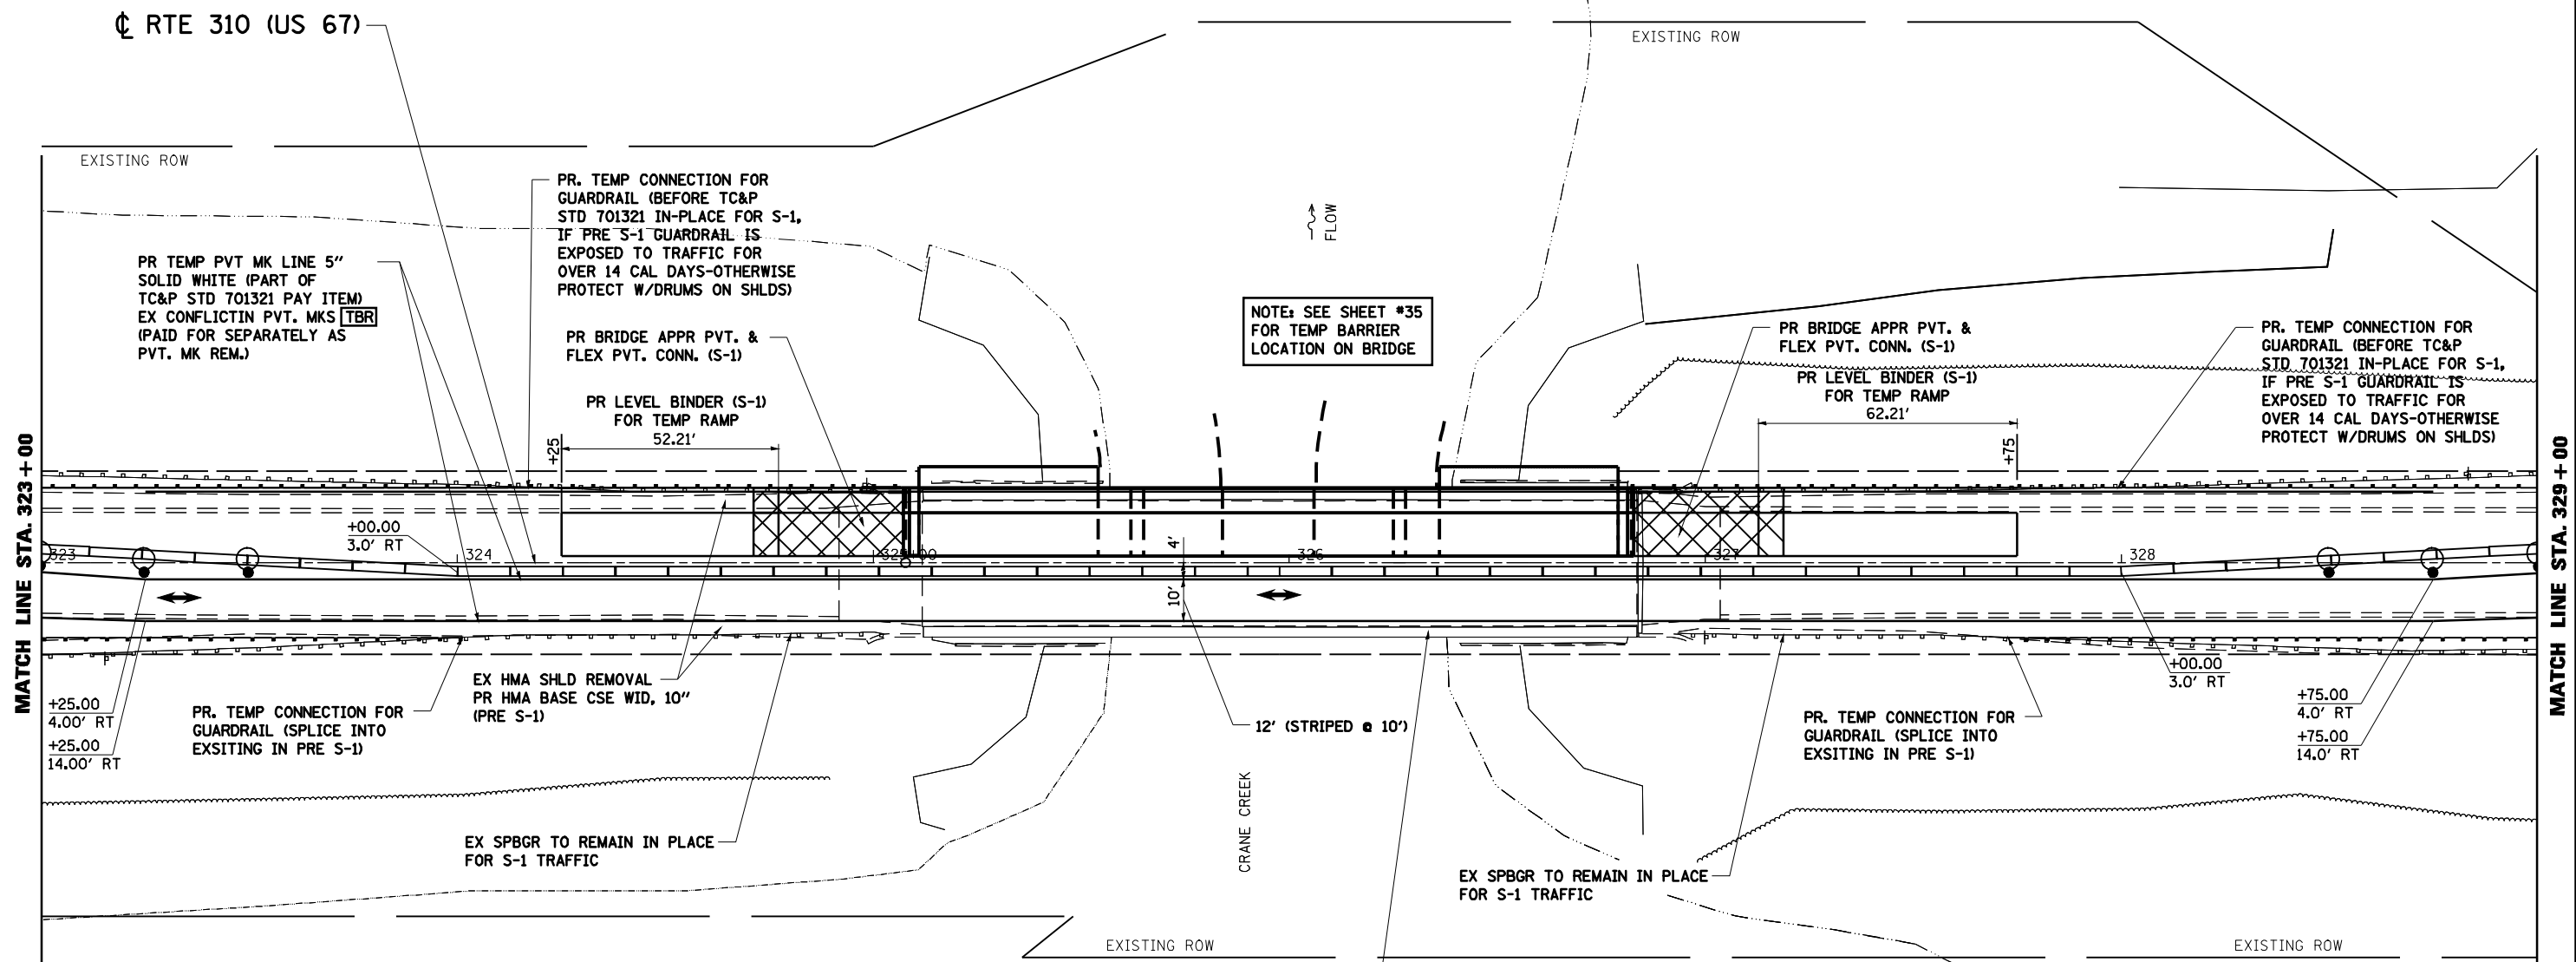 ℄ RTE 310 (US 67)
EXISTING ROW
EXISTING ROW
PR. TEMP CONNECTION FOR
GUARDRAIL (BEFORE TC&P
STD 701321 IN-PLACE FOR S-1,
IF PRE S-1 GUARDRAIL IS
EXPOSED TO TRAFFIC FOR
OVER 14 CAL DAYS-OTHERWISE
PROTECT W/DRUMS ON SHLDS)
FLOW
PR TEMP PVT MK LINE 5"
SOLID WHITE (PART OF
TC&P STD 701321 PAY ITEM)
EX CONFLICTIN PVT. MKS TBR
(PAID FOR SEPARATELY AS
PVT. MK REM.)
NOTE: SEE SHEET #35
FOR TEMP BARRIER
LOCATION ON BRIDGE
PR BRIDGE APPR PVT. &
FLEX PVT. CONN. (S-1)
PR BRIDGE APPR PVT. &
FLEX PVT. CONN. (S-1)
PR. TEMP CONNECTION FOR
GUARDRAIL (BEFORE TC&P
STD 701321 IN-PLACE FOR S-1,
IF PRE S-1 GUARDRAIL IS
EXPOSED TO TRAFFIC FOR
OVER 14 CAL DAYS-OTHERWISE
PROTECT W/DRUMS ON SHLDS)
PR LEVEL BINDER (S-1)
FOR TEMP RAMP
52.21'
+25
PR LEVEL BINDER (S-1)
FOR TEMP RAMP
62.21'
+75
MATCH LINE STA. 323+00
MATCH LINE STA. 329+00
+00.00
3.0' RT
323
324
325+00
326
327
328
4'
10'
+25.00
4.00' RT
+25.00
14.00' RT
PR. TEMP CONNECTION FOR
GUARDRAIL (SPLICE INTO
EXSITING IN PRE S-1)
EX HMA SHLD REMOVAL
PR HMA BASE CSE WID, 10"
(PRE S-1)
12' (STRIPED @ 10')
PR. TEMP CONNECTION FOR
GUARDRAIL (SPLICE INTO
EXSITING IN PRE S-1)
+00.00
3.0' RT
+75.00
4.0' RT
+75.00
14.0' RT
EX SPBGR TO REMAIN IN PLACE
FOR S-1 TRAFFIC
CRANE CREEK
EX SPBGR TO REMAIN IN PLACE
FOR S-1 TRAFFIC
EXISTING ROW
EXISTING ROW